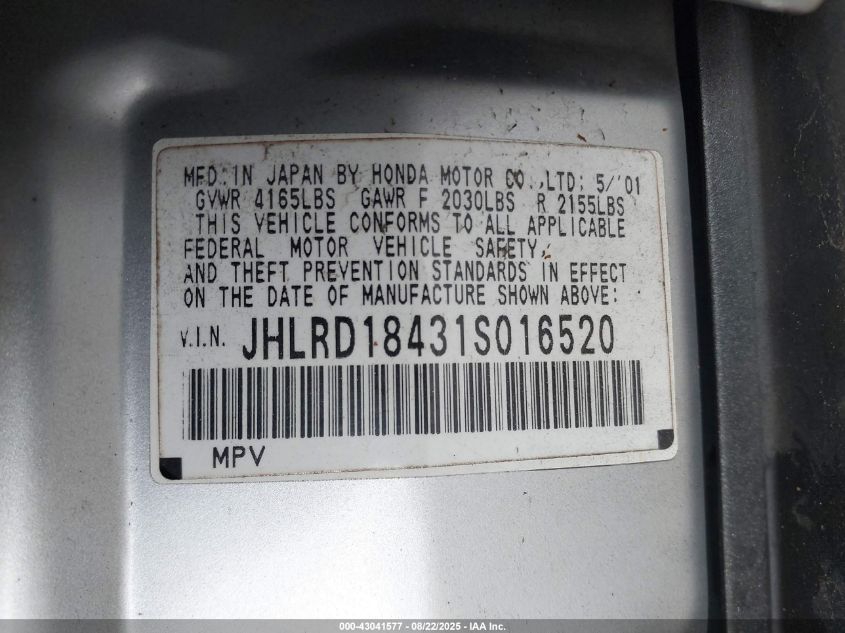 MFD. IN JAPAN BY HONDA MOTOR CO.,LTD; 5/'01
GVWR 4165LBS GAWR F 2030LBS R 2155LBS
THIS VEHICLE CONFORMS TO ALL APPLICABLE
FEDERAL MOTOR VEHICLE SAFETY,
AND THEFT PREVENTION STANDARDS IN EFFECT
ON THE DATE OF MANUFACTURE SHOWN ABOVE:
V.I.N. JHLRD18431S016520
MPV
000-43041577 - 08/22/2025 - IAA Inc.